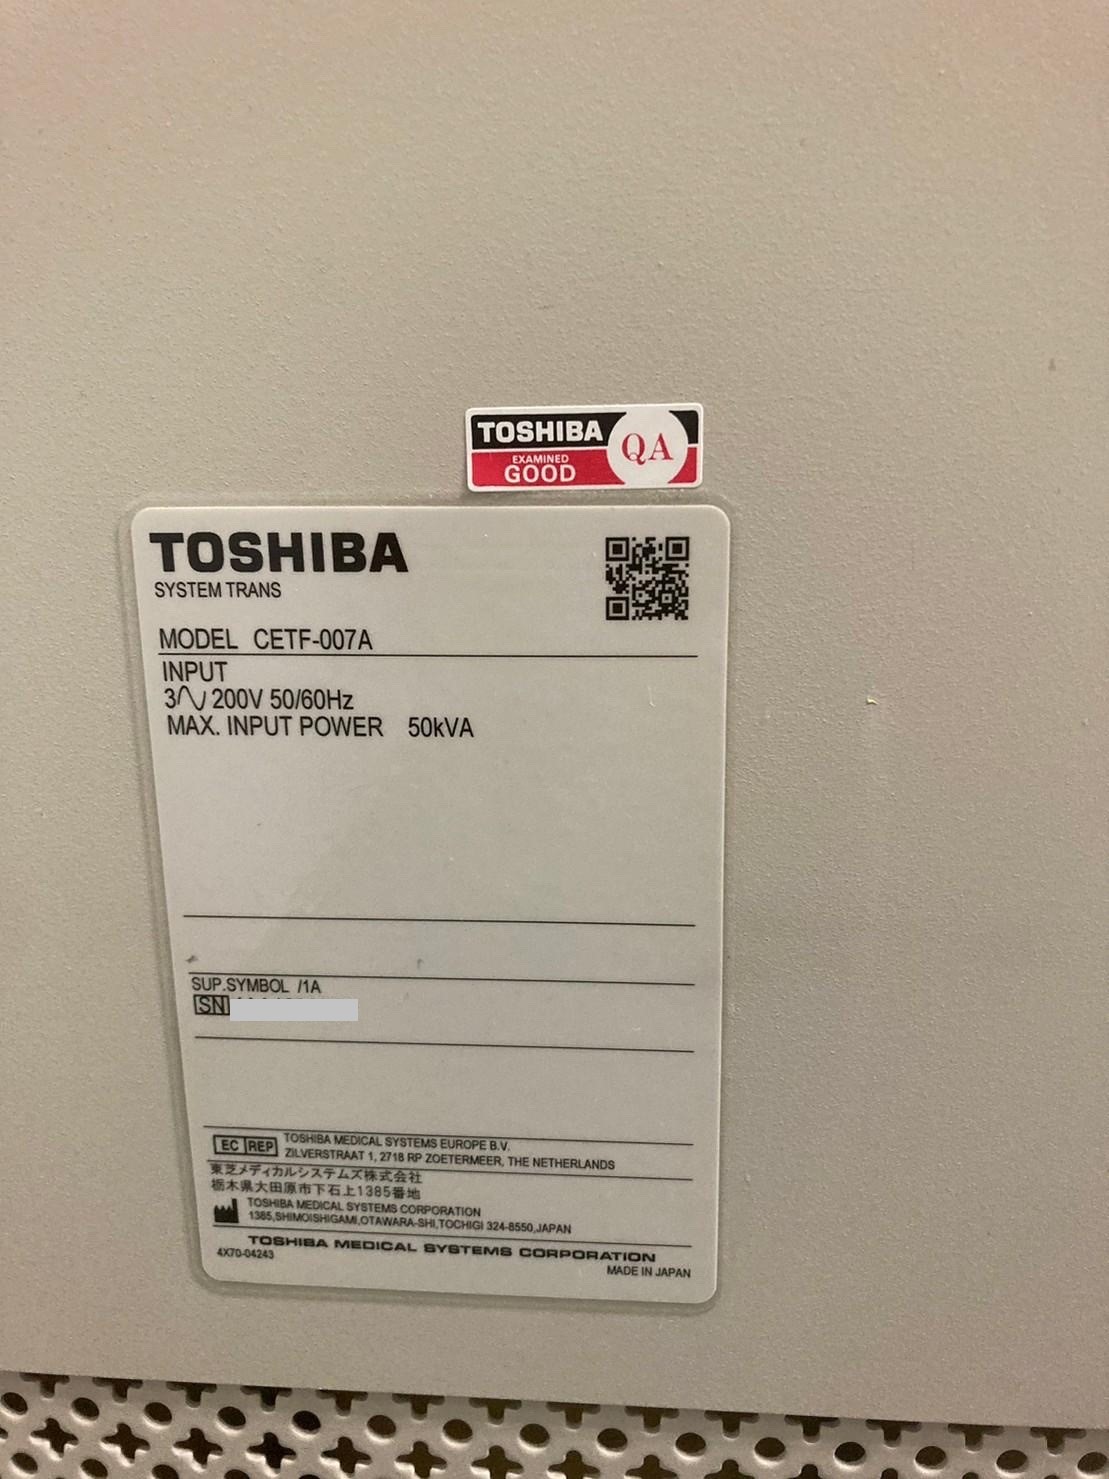 TOSHIBA
EXAMINED
GOOD
QA
TOSHIBA
SYSTEM TRANS
MODEL CETF-007A
INPUT
3∿ 200V 50/60Hz
MAX. INPUT POWER 50kVA
SUP.SYMBOL /1A
SN
EC REP TOSHIBA MEDICAL SYSTEMS EUROPE B.V.
ZILVERSTRAAT 1, 2718 RP ZOETERMEER, THE NETHERLANDS
東芝メディカルシステムズ株式会社
栃木県大田原市下石上1385番地
TOSHIBA MEDICAL SYSTEMS CORPORATION
1385,SHIMOISHIGAMI,OTAWARA-SHI,TOCHIGI 324-8550,JAPAN
TOSHIBA MEDICAL SYSTEMS CORPORATION
4X70-04243
MADE IN JAPAN